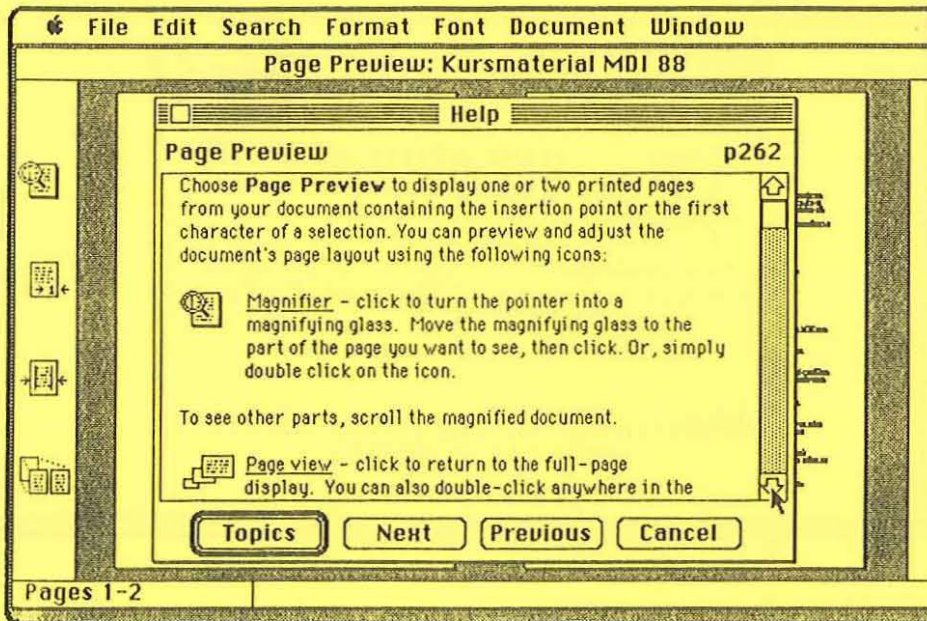 File Edit Search Format Font Document Window
Page Preview: Kursmaterial MDI 88
Help
Page Preview p262
Choose Page Preview to display one or two printed pages
from your document containing the insertion point or the first
character of a selection. You can preview and adjust the
document's page layout using the following icons:
Magnifier - click to turn the pointer into a
magnifying glass. Move the magnifying glass to the
part of the page you want to see, then click. Or, simply
double click on the icon.
To see other parts, scroll the magnified document.
Page view - click to return to the full-page
display. You can also double-click anywhere in the
Topics Next Previous Cancel
Pages 1-2